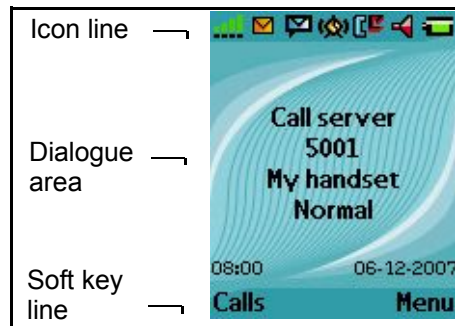 Icon line
Call server
5001
Dialogue area
My handset
Normal
08:00 06-12-2007
Soft key line
Calls Menu